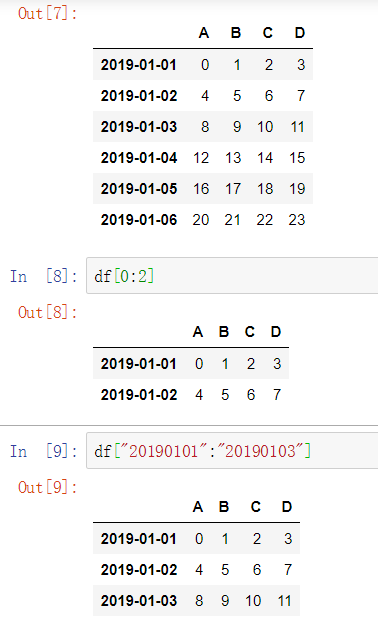 Out[7]:
A B C D
2019-01-01 0 1 2 3
2019-01-02 4 5 6 7
2019-01-03 8 9 10 11
2019-01-04 12 13 14 15
2019-01-05 16 17 18 19
2019-01-06 20 21 22 23
In [8]: df[0:2]
Out[8]:
A B C D
2019-01-01 0 1 2 3
2019-01-02 4 5 6 7
In [9]: df["20190101":"20190103"]
Out[9]:
A B C D
2019-01-01 0 1 2 3
2019-01-02 4 5 6 7
2019-01-03 8 9 10 11